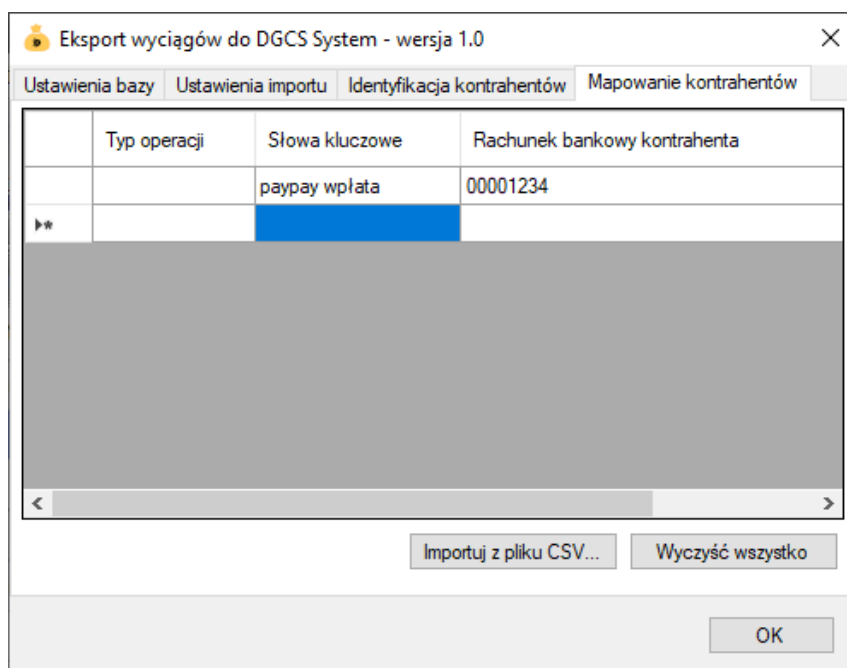 Eksport wyciągów do DGCS System - wersja 1.0
Ustawienia bazy Ustawienia importu Identyfikacja kontrahentów Mapowanie kontrahentów
Typ operacji Słowa kluczowe Rachunek bankowy kontrahenta
paypay wpłata 00001234
Importuj z pliku CSV... Wyczyść wszystko
OK